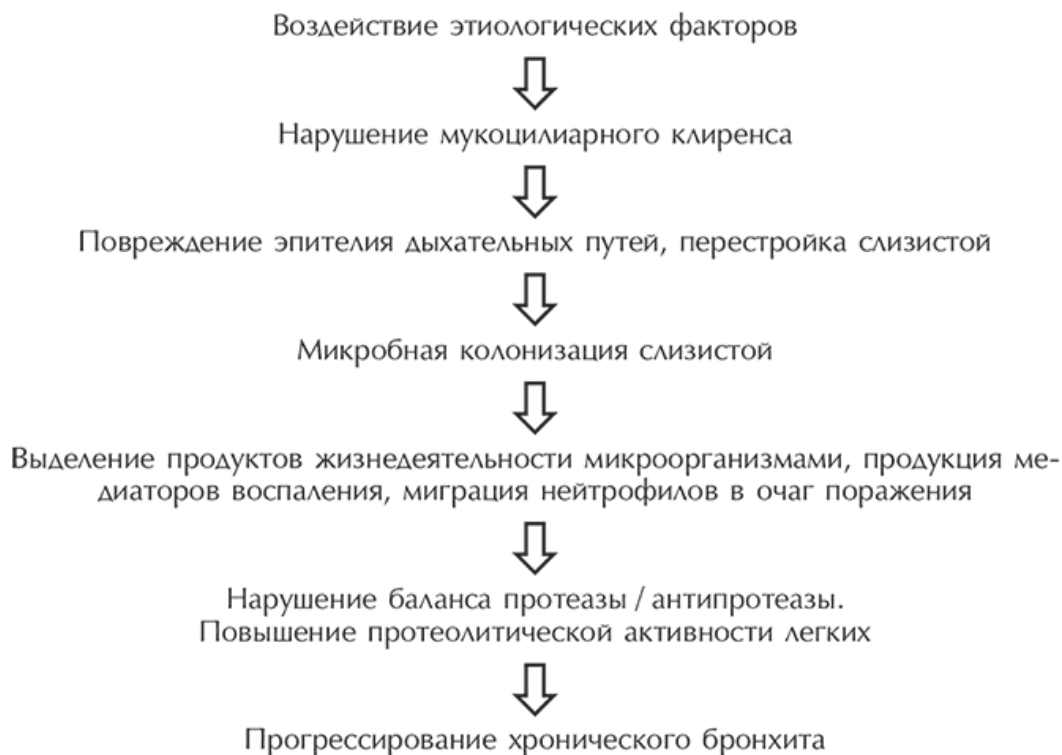 Воздействие этиологических факторов
Нарушение мукоцилиарного клиренса
Повреждение эпителия дыхательных путей, перестройка слизистой
Микробная колонизация слизистой
Выделение продуктов жизнедеятельности микроорганизмами, продукция ме-
диаторов воспаления, миграция нейтрофилов в очаг поражения
Нарушение баланса протеазы / антипротеазы.
Повышение протеолитической активности легких
Прогрессирование хронического бронхита